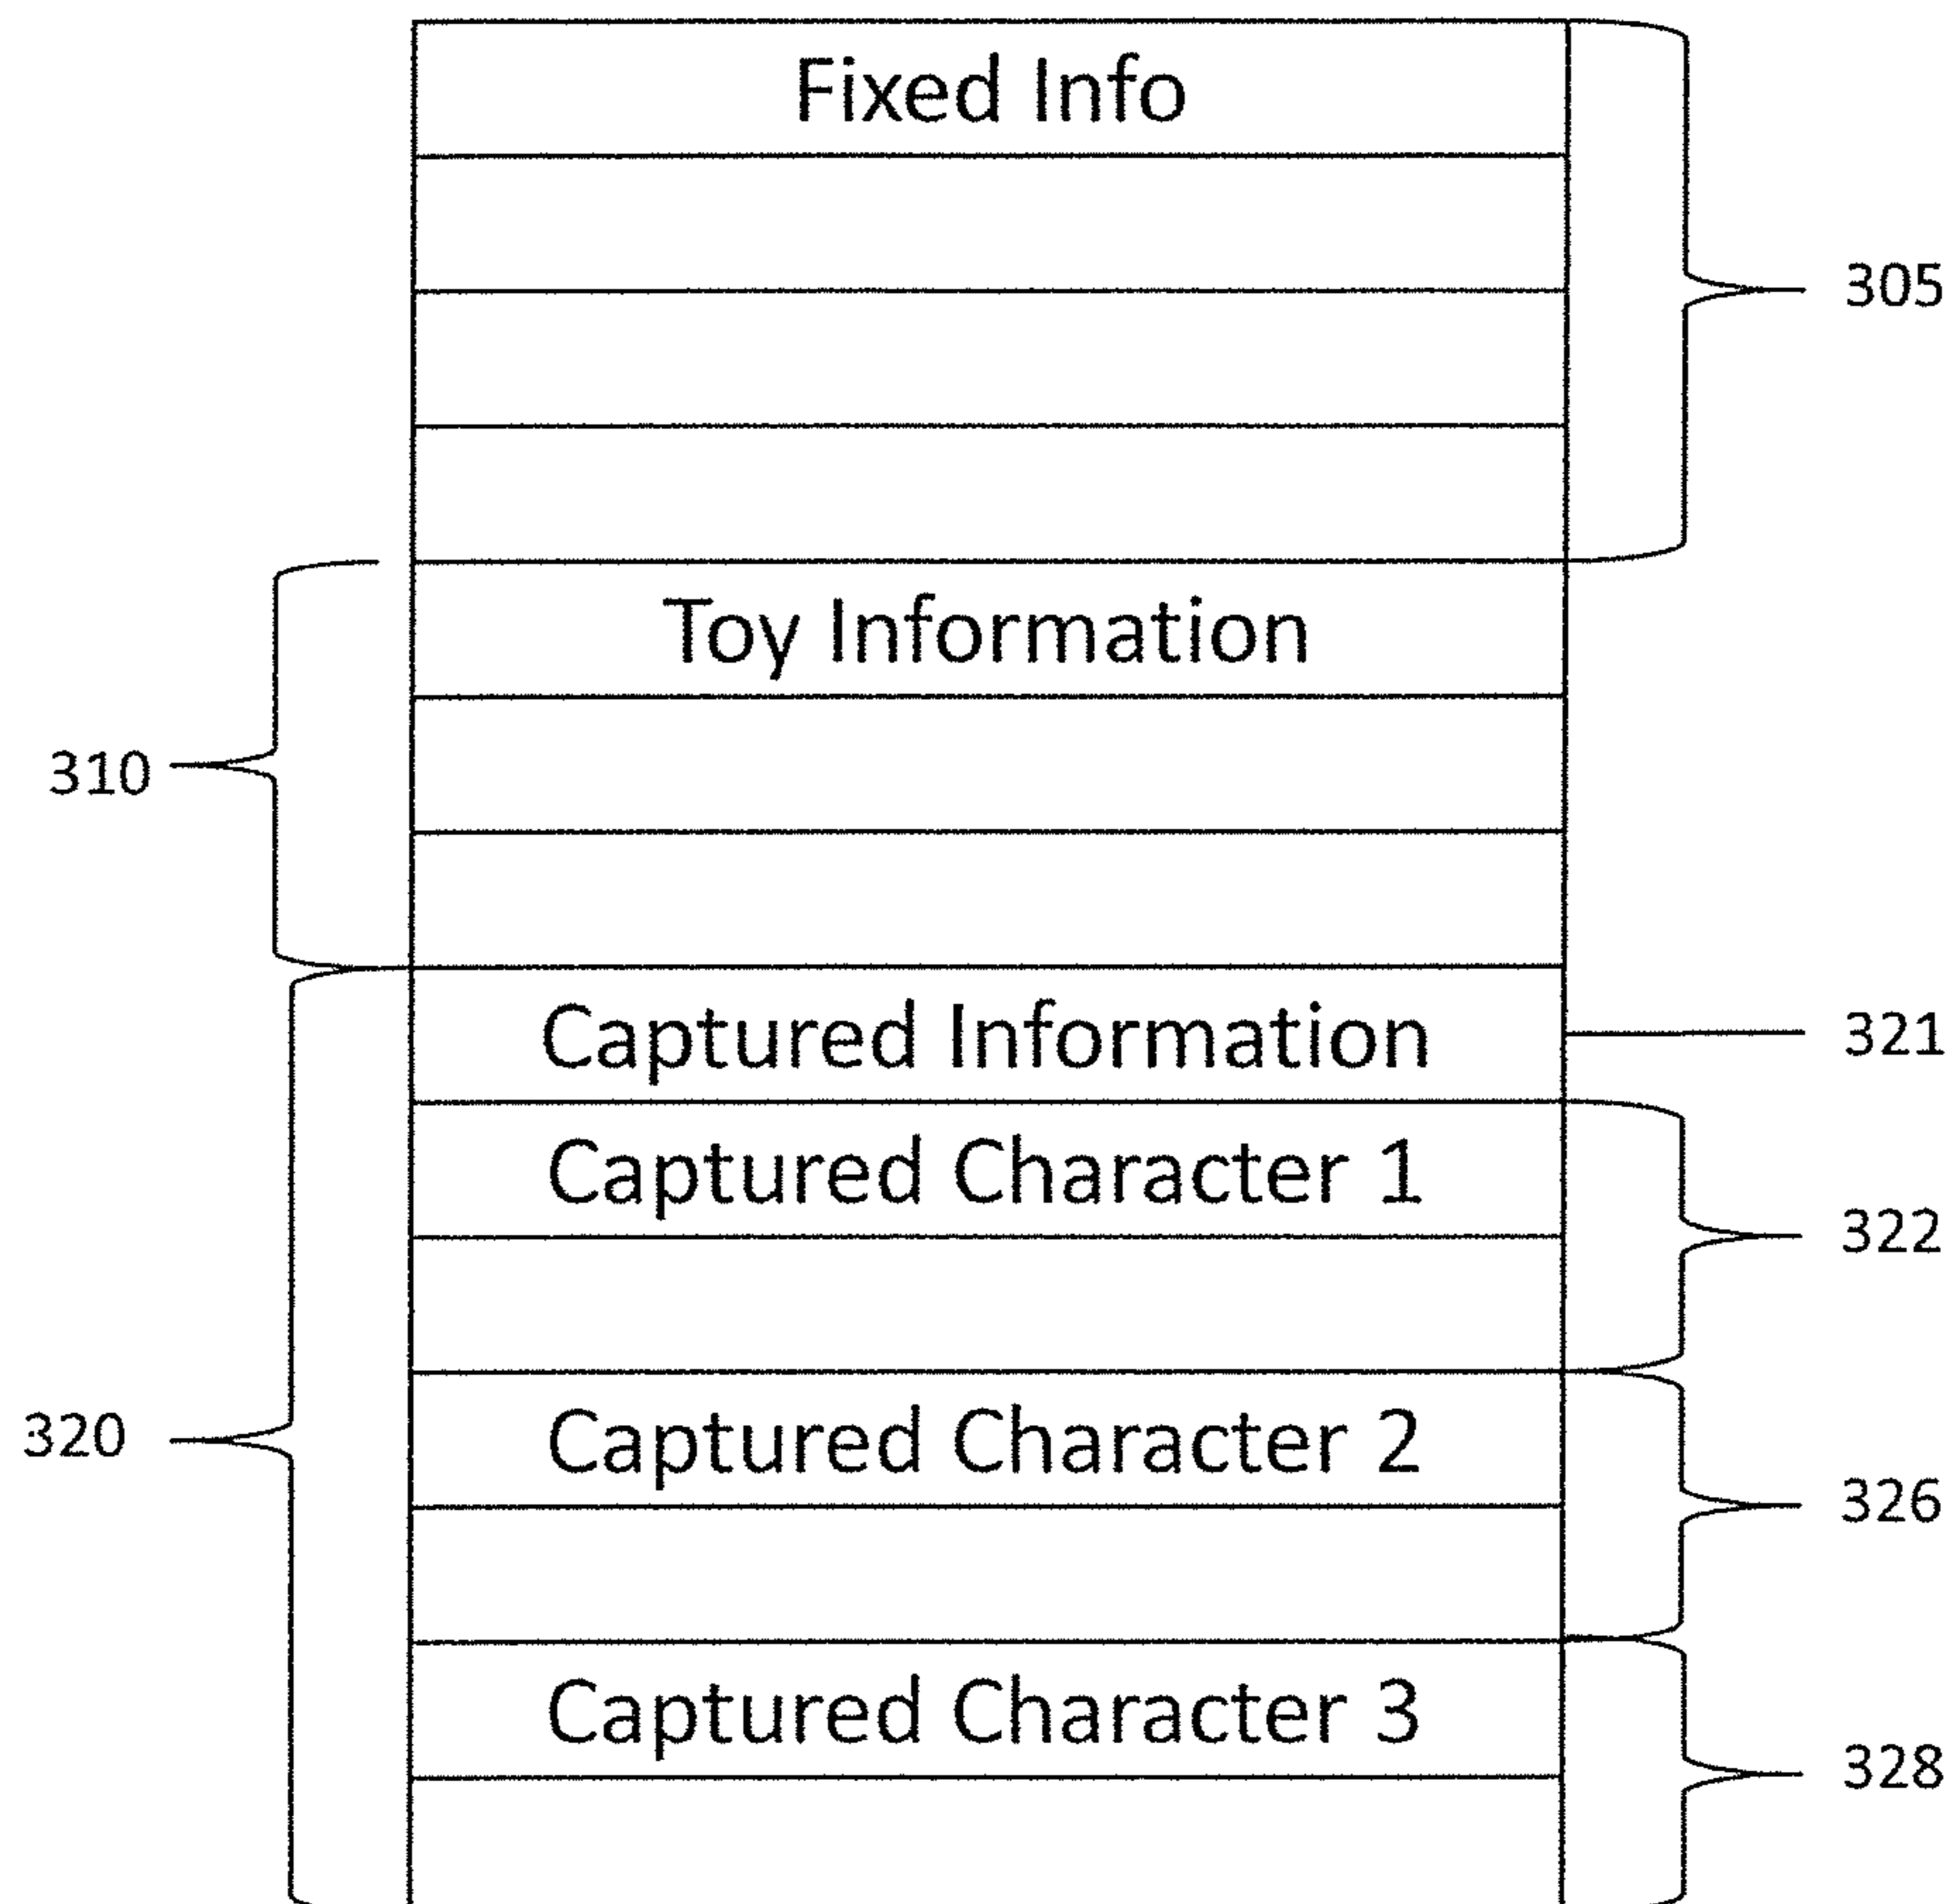 Fixed Info
305
Toy Information
310
Captured Information
321
Captured Character 1
322
320
Captured Character 2
326
Captured Character 3
328